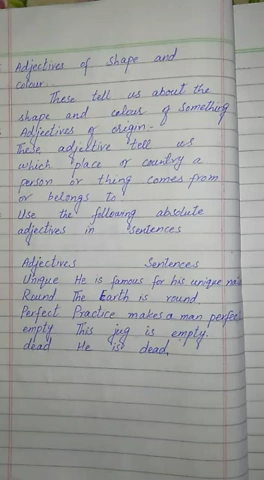 Adjectives of shape and
colour.
These tell us about the
shape and colour of something
Adjectives of origin-
These adjective tell us
which place or country a
person or thing comes from
or belongs to
Use the following absolute
adjectives in sentences
Adjectives Sentences
Unique He is famous for his unique
Round The Earth is round.
Perfect Practice makes a man perfect
empty This jug is empty.
dead He is dead.